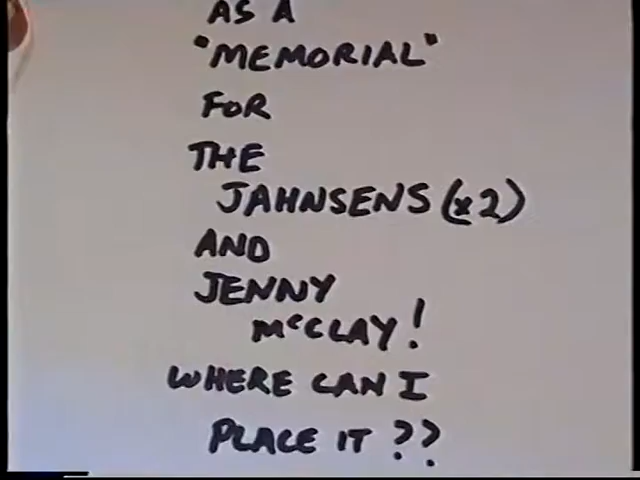 AS A
"MEMORIAL"
FOR
THE
JAHNSENS (x2)
AND
JENNY
McCLAY!
WHERE CAN I
PLACE IT ??